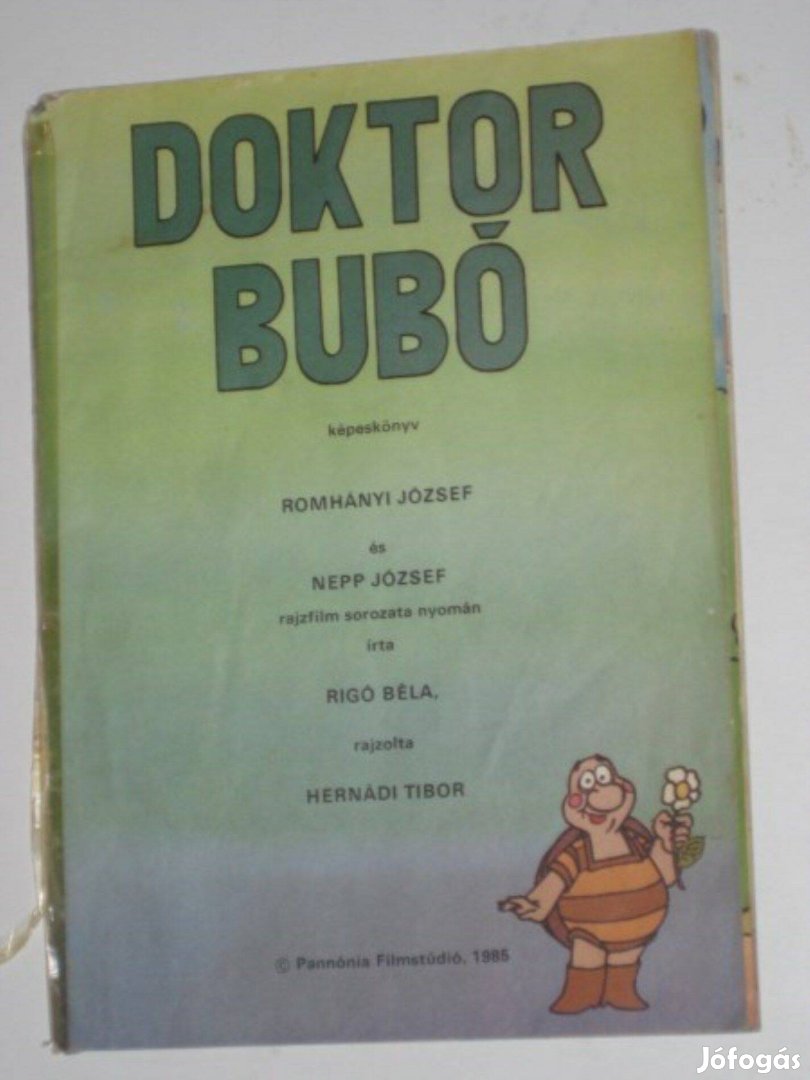 DOKTOR
BUBÓ
képeskönyv
ROMHÁNYI JÓZSEF
és
NEPP JÓZSEF
rajzfilm sorozata nyomán
írta
RIGÓ BÉLA,
rajzolta
HERNÁDI TIBOR
© Pannónia Filmstúdió, 1985
Jófogás